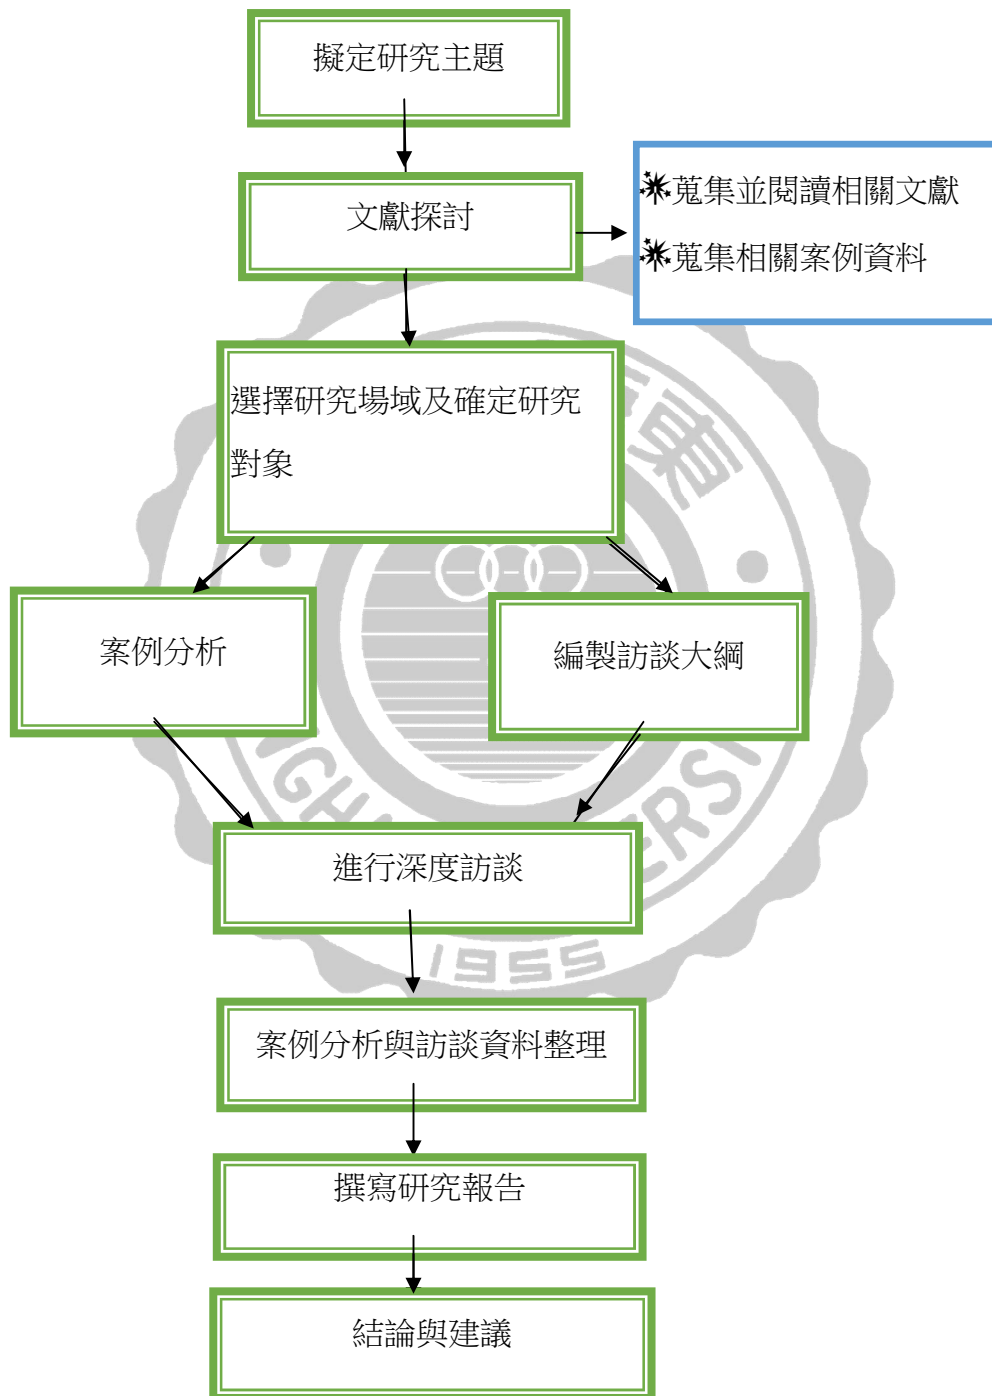 擬定研究主題
文獻探討
蒐集並閱讀相關文獻
蒐集相關案例資料
選擇研究場域及確定研究
對象
案例分析
編製訪談大綱
進行深度訪談
案例分析與訪談資料整理
撰寫研究報告
結論與建議
東
1955